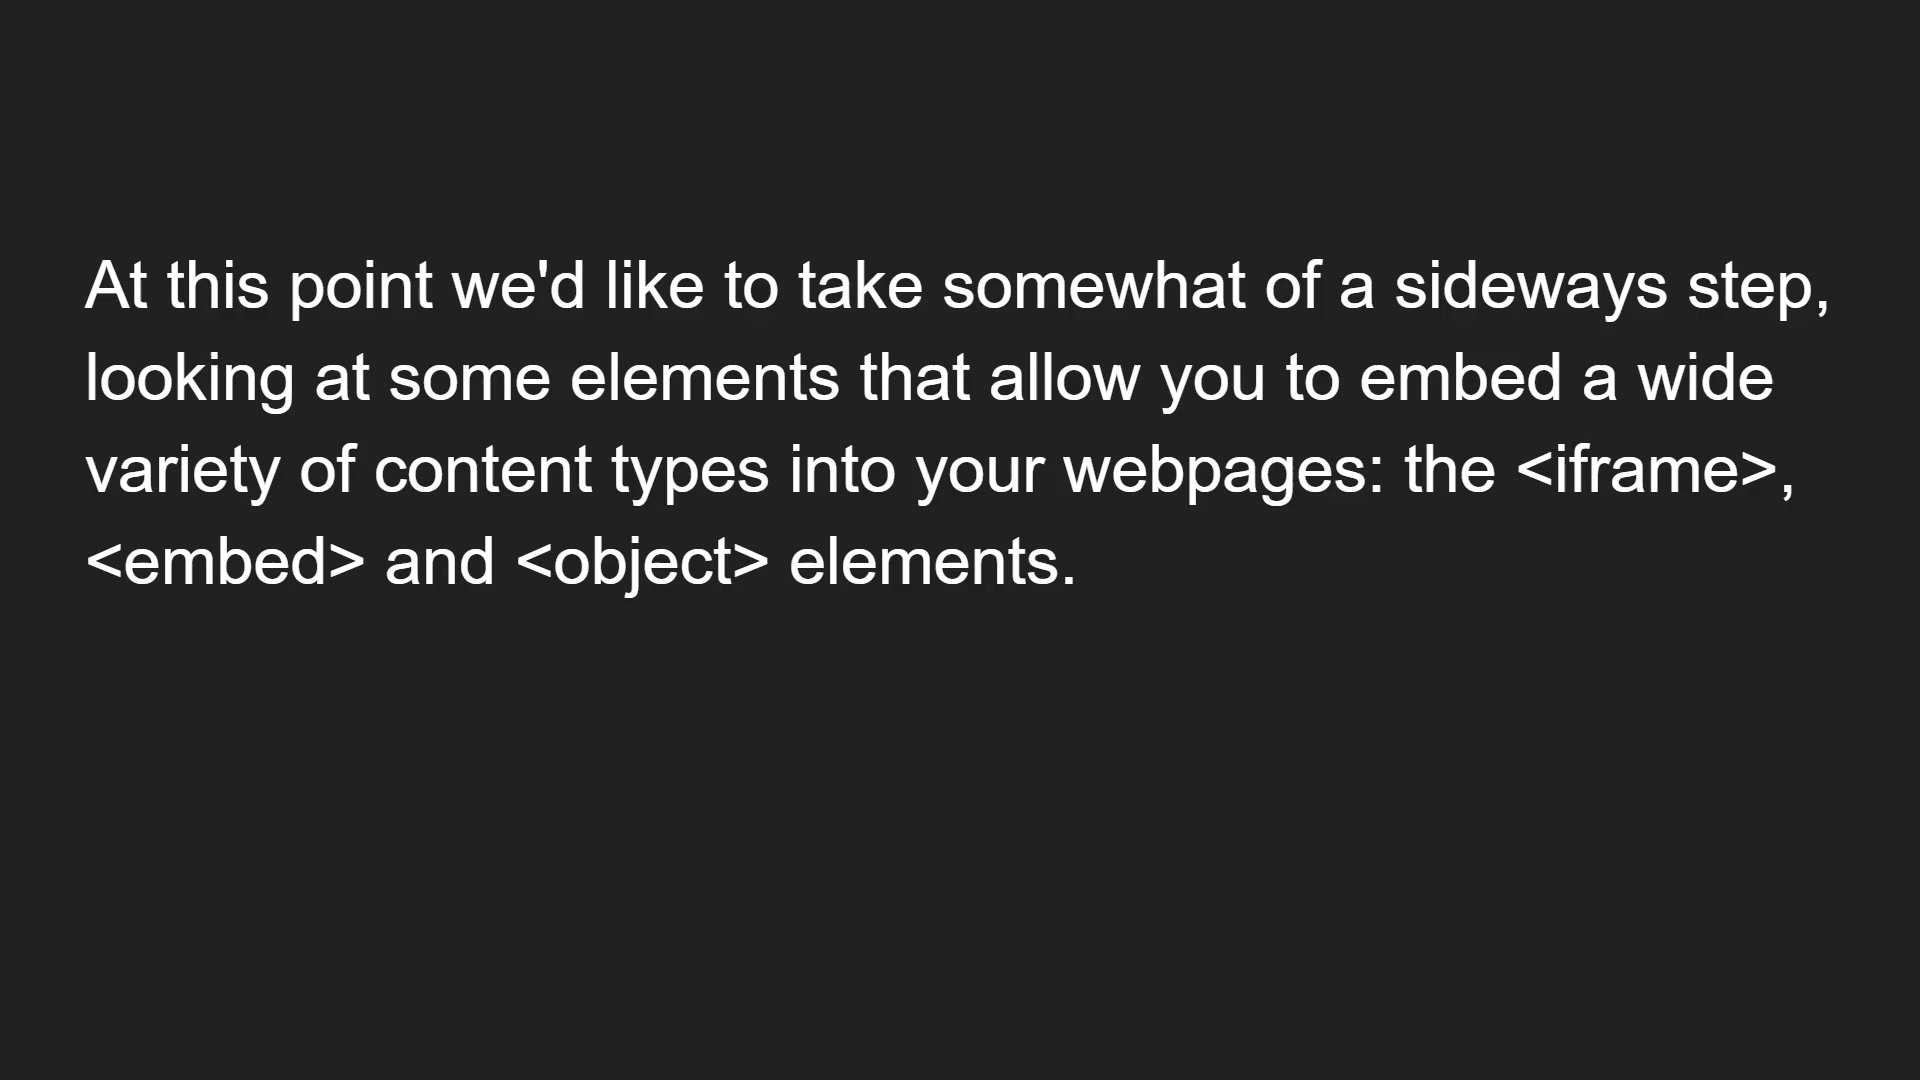 At this point we'd like to take somewhat of a sideways step,
looking at some elements that allow you to embed a wide
variety of content types into your webpages: the <iframe>,
<embed> and <object> elements.